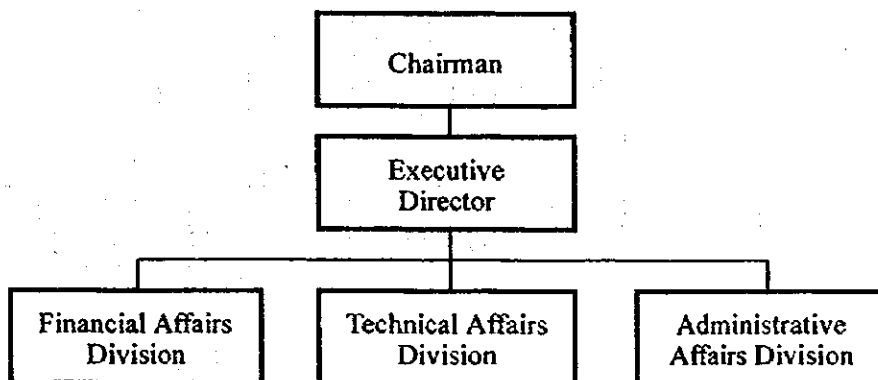 Chairman
Executive
Director
Financial Affairs
Division
Technical Affairs
Division
Administrative
Affairs Division